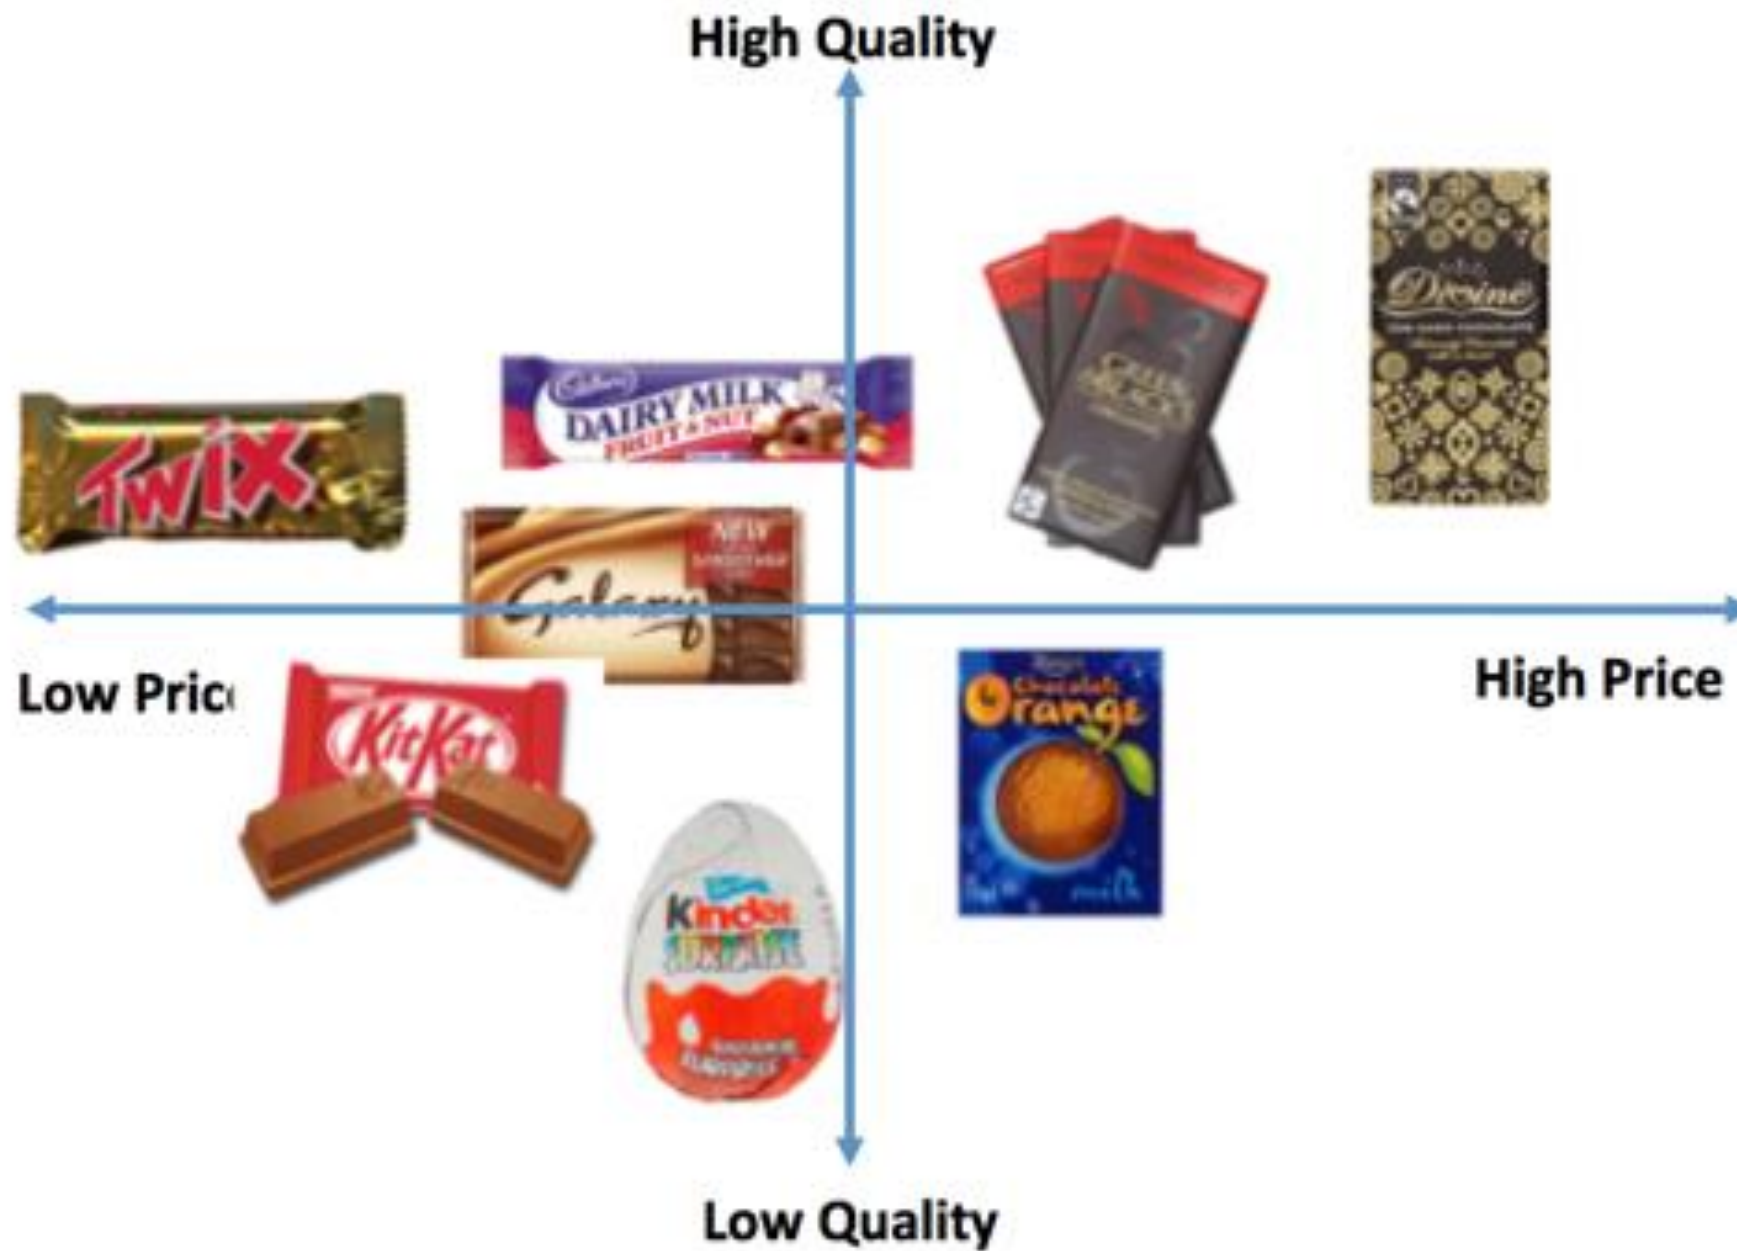 High Quality
Divine
GREEN
& BLACK'S
Cadbury
DAIRY MILK
FRUIT & NUT
TWIX
NEW
Galaxy
Low Pric
High Price
KitKat
Chocolate
Orange
milk
Kinder
SURPRISE
Low Quality